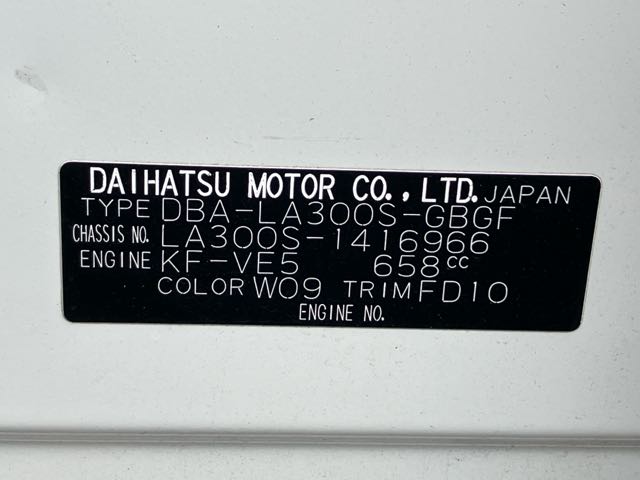 DAIHATSU MOTOR CO., LTD. JAPAN
TYPE DBA-LA300S-GBGF
CHASSIS NO. LA300S-1416966
ENGINE KF-VE5 658cc
COLOR W09 TRIM FD10
ENGINE NO.